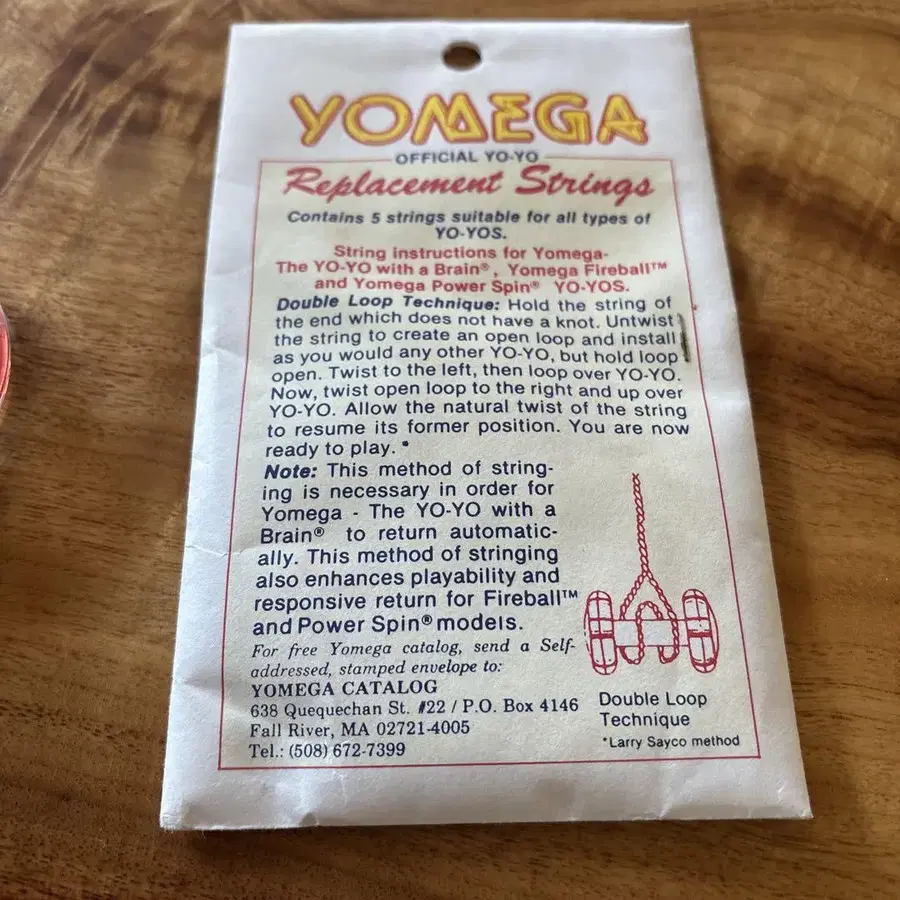 YOMEGA
OFFICIAL YO-YO
Replacement Strings
Contains 5 strings suitable for all types of
YO-YOS.
String instructions for Yomega-
The YO-YO with a Brain®, Yomega Fireball™
and Yomega Power Spin® YO-YOS.
Double Loop Technique: Hold the string of
the end which does not have a knot. Untwist
the string to create an open loop and install
as you would any other YO-YO, but hold loop
open. Twist to the left, then loop over YO-YO.
Now, twist open loop to the right and up over
YO-YO. Allow the natural twist of the string
to resume its former position. You are now
ready to play.*
Note: This method of string-
ing is necessary in order for
Yomega - The YO-YO with a
Brain® to return automatic-
ally. This method of stringing
also enhances playability and
responsive return for Fireball™
and Power Spin® models.
For free Yomega catalog, send a Self-
addressed, stamped envelope to:
YOMEGA CATALOG
638 Quequechan St. #22 / P.O. Box 4146
Fall River, MA 02721-4005
Tel.: (508) 672-7399
Double Loop
Technique
*Larry Sayco method